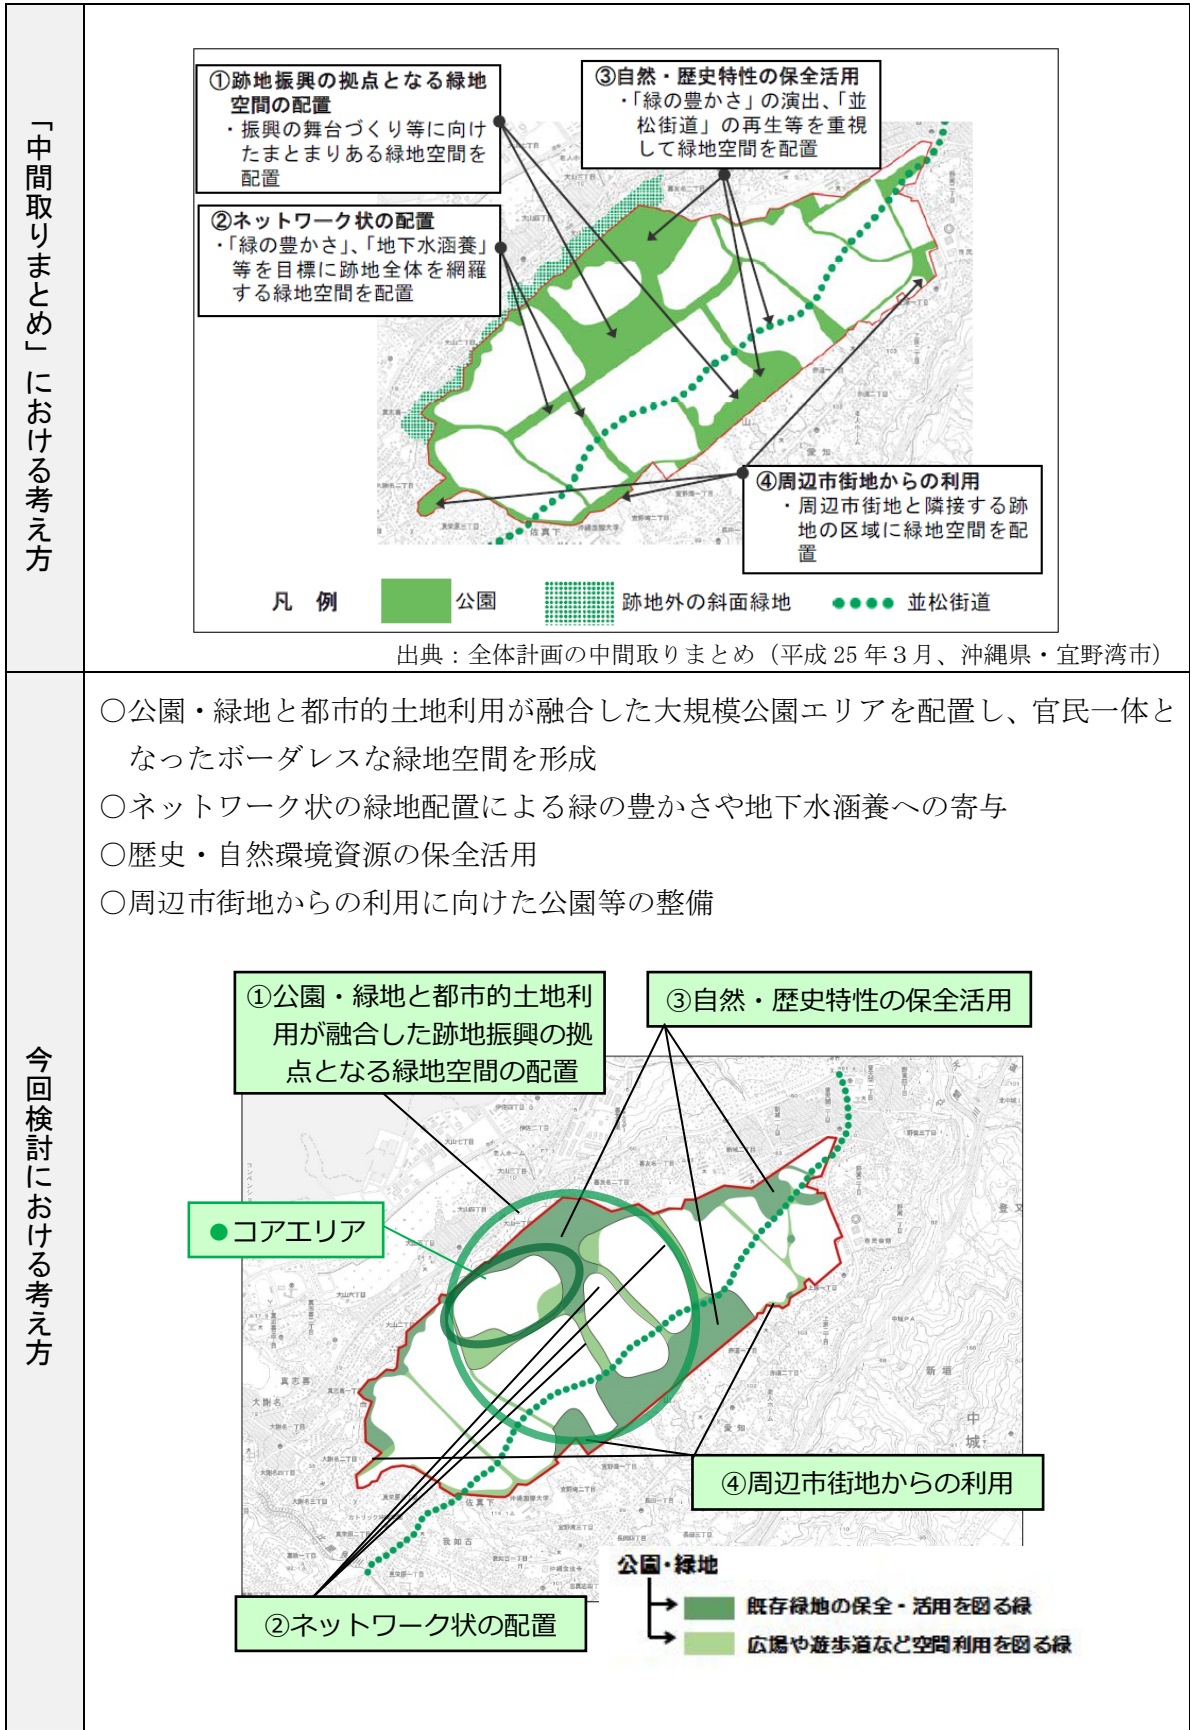 「中間取りまとめ」における考え方
①跡地振興の拠点となる緑地
空間の配置
・振興の舞台づくり等に向け
たまとまりある緑地空間を
配置
③自然・歴史特性の保全活用
・「緑の豊かさ」の演出、「並
松街道」の再生等を重視
して緑地空間を配置
②ネットワーク状の配置
・「緑の豊かさ」、「地下水涵養」
等を目標に跡地全体を網羅
する緑地空間を配置
④周辺市街地からの利用
・周辺市街地と隣接する跡
地の区域に緑地空間を配
置
凡 例
公園
跡地外の斜面緑地
並松街道
出典：全体計画の中間取りまとめ（平成 25 年３月、沖縄県・宜野湾市）
今回検討における考え方
○公園・緑地と都市的土地利用が融合した大規模公園エリアを配置し、官民一体と
なったボーダレスな緑地空間を形成
○ネットワーク状の緑地配置による緑の豊かさや地下水涵養への寄与
○歴史・自然環境資源の保全活用
○周辺市街地からの利用に向けた公園等の整備
①公園・緑地と都市的土地利
用が融合した跡地振興の拠
点となる緑地空間の配置
③自然・歴史特性の保全活用
●コアエリア
④周辺市街地からの利用
②ネットワーク状の配置
真志喜
大謝名
佐真下
我如古
愛知
新垣
中城
登又
公園・緑地
既存緑地の保全・活用を図る緑
広場や遊歩道など空間利用を図る緑